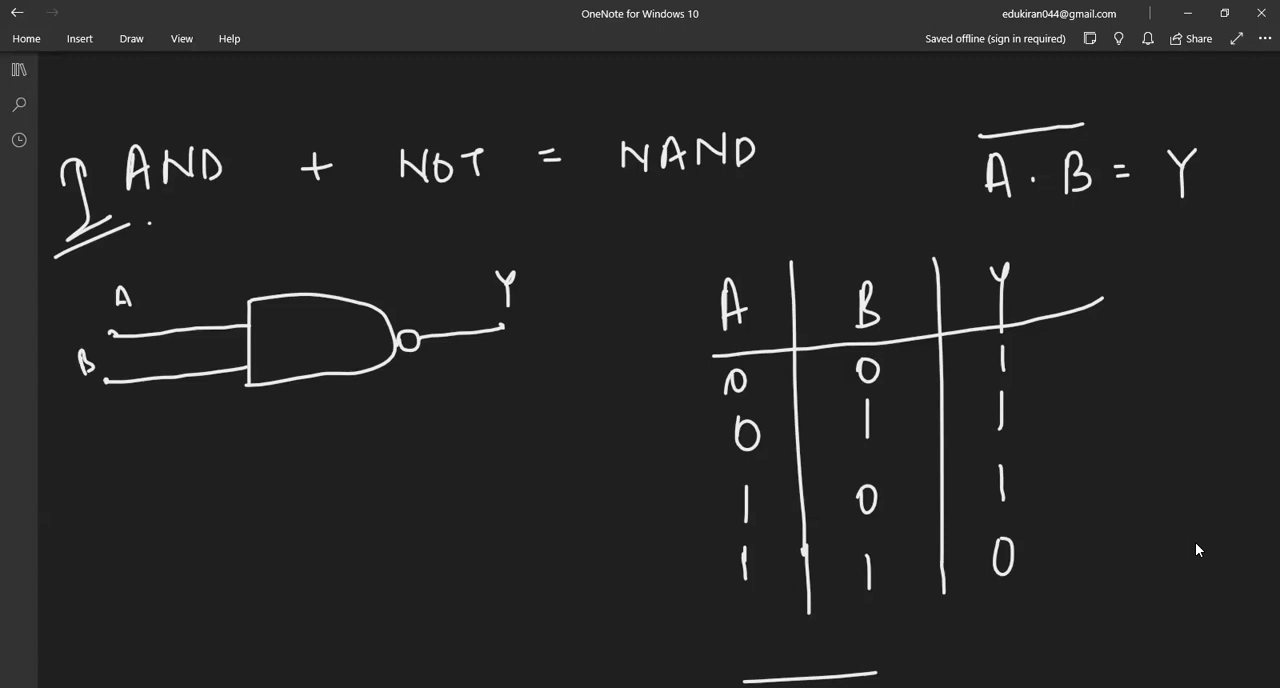 OneNote for Windows 10
edukiran044@gmail.com
Home Insert Draw View Help
Saved offline (sign in required) Share
AND + NOT = NAND
A . B = Y
A
B
Y
A B Y
0 0 1
0 1 1
1 0 1
1 1 0